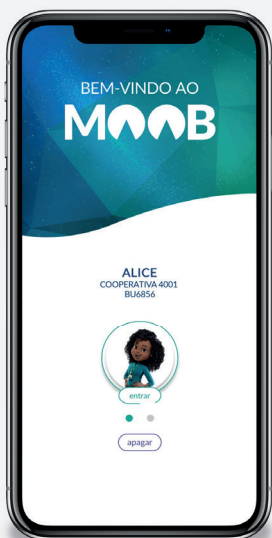 BEM-VINDO AO
MOOB
ALICE
COOPERATIVA 4001
BU6856
entrar
apagar